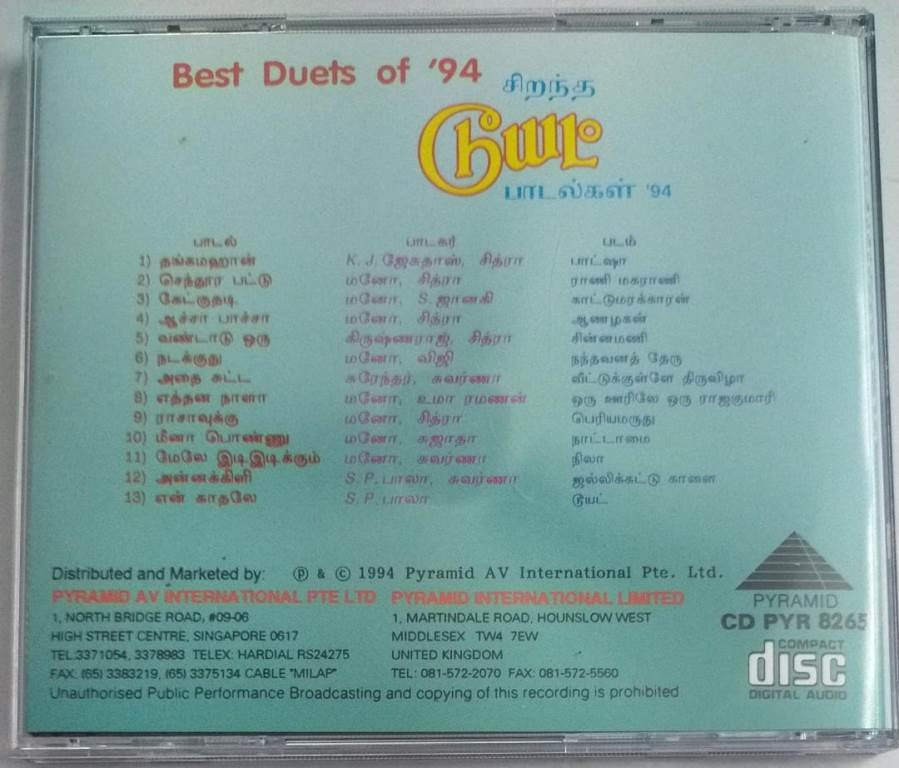 Best Duets of '94
சிறந்த
டூயட்
பாடல்கள் '94
பாடல் பாடகர் படம்
1) தங்கமஹான் K. J. ஜேசுதாஸ், சித்ரா பாட்ஷா
2) செந்தூர பட்டு மனோ, சித்ரா ராணி மகாராணி
3) கேட்குதடி மனோ, S. ஜானகி காட்டுமரக்காரன்
4) ஆச்சா பாச்சா மனோ, சித்ரா ஆணழகன்
5) வண்டாடு ஒரு கிருஷ்ணராஜ், சித்ரா சின்னமணி
6) நடக்குது மனோ, விஜி நந்தவனத் தேரு
7) அதை சுட்ட சுரேந்தர், சுவர்ணா வீட்டுக்குள்ளே திருவிழா
8) எத்தன நாளா மனோ, உமா ரமணன் ஒரு ஊரிலே ஒரு ராஜகுமாரி
9) ராசாவுக்கு மனோ, சித்ரா பெரியமருது
10) மீனா பொண்ணு மனோ, சுஜாதா நாட்டாமை
11) மேலே இடிஇடிக்கும் மனோ, சுவர்ணா நிலா
12) அன்னக்கிளி S. P. பாலா, சுவர்ணா ஜல்லிக்கட்டு காளை
13) என் காதலே S. P. பாலா டூயட்
Distributed and Marketed by: ℗ & © 1994 Pyramid AV International Pte. Ltd.
PYRAMID AV INTERNATIONAL PTE LTD PYRAMID INTERNATIONAL LIMITED
1, NORTH BRIDGE ROAD, #09-06 1, MARTINDALE ROAD, HOUNSLOW WEST
HIGH STREET CENTRE, SINGAPORE 0617 MIDDLESEX TW4 7EW
TEL:3371054, 3378983 TELEX: HARDIAL RS24275 UNITED KINGDOM
FAX: (65) 3383219, (65) 3375134 CABLE "MILAP" TEL: 081-572-2070 FAX: 081-572-5560
Unauthorised Public Performance Broadcasting and copying of this recording is prohibited
PYRAMID
CD PYR 8265
COMPACT
disc
DIGITAL AUDIO